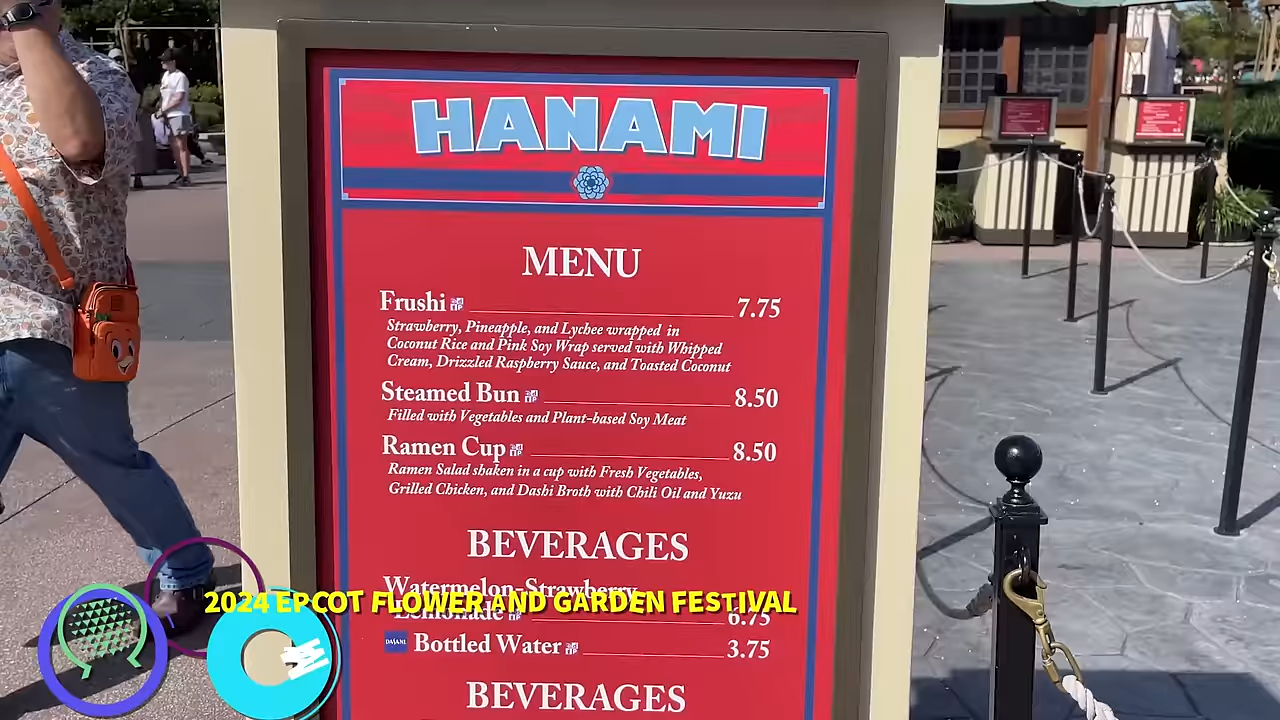 HANAMI
MENU
Frushi 7.75
Strawberry, Pineapple, and Lychee wrapped in
Coconut Rice and Pink Soy Wrap served with Whipped
Cream, Drizzled Raspberry Sauce, and Toasted Coconut
Steamed Bun 8.50
Filled with Vegetables and Plant-based Soy Meat
Ramen Cup 8.50
Ramen Salad shaken in a cup with Fresh Vegetables,
Grilled Chicken, and Dashi Broth with Chili Oil and Yuzu
BEVERAGES
Watermelon-Strawberry
Lemonade 6.75
2024 EPCOT FLOWER AND GARDEN FESTIVAL
DASANI Bottled Water 3.75
BEVERAGES